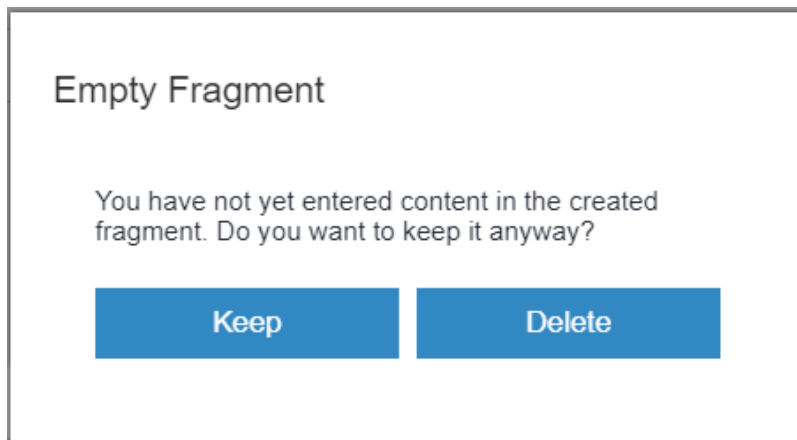 Empty Fragment
You have not yet entered content in the created
fragment. Do you want to keep it anyway?
Keep
Delete